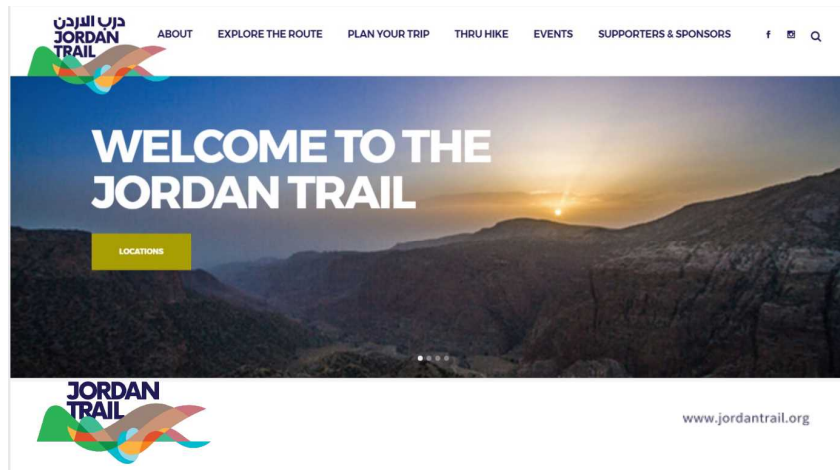 درب الاردن
JORDAN
TRAIL
ABOUT EXPLORE THE ROUTE PLAN YOUR TRIP THRU HIKE EVENTS SUPPORTERS & SPONSORS f
WELCOME TO THE
JORDAN TRAIL
LOCATIONS
JORDAN
TRAIL
www.jordantrail.org